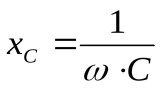 x_C = 1 / (ω · C)